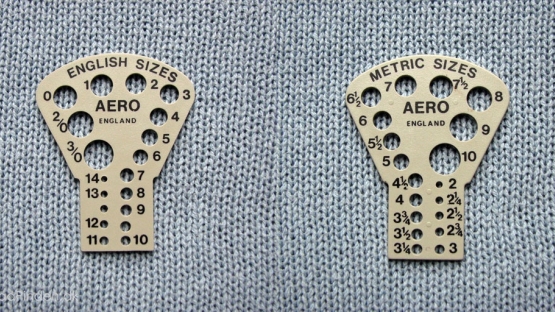 ENGLISH SIZES
0 1 2 3
2/0 AERO 4
ENGLAND
3/0 5
6
14 7
13 8
9
12
11 10
METRIC SIZES
6½ 7 7½ 8
6 AERO 9
ENGLAND
5½
5 10
4½ 2
4 2¼
3¾ 2½
3½ 2¾
3¼ 3